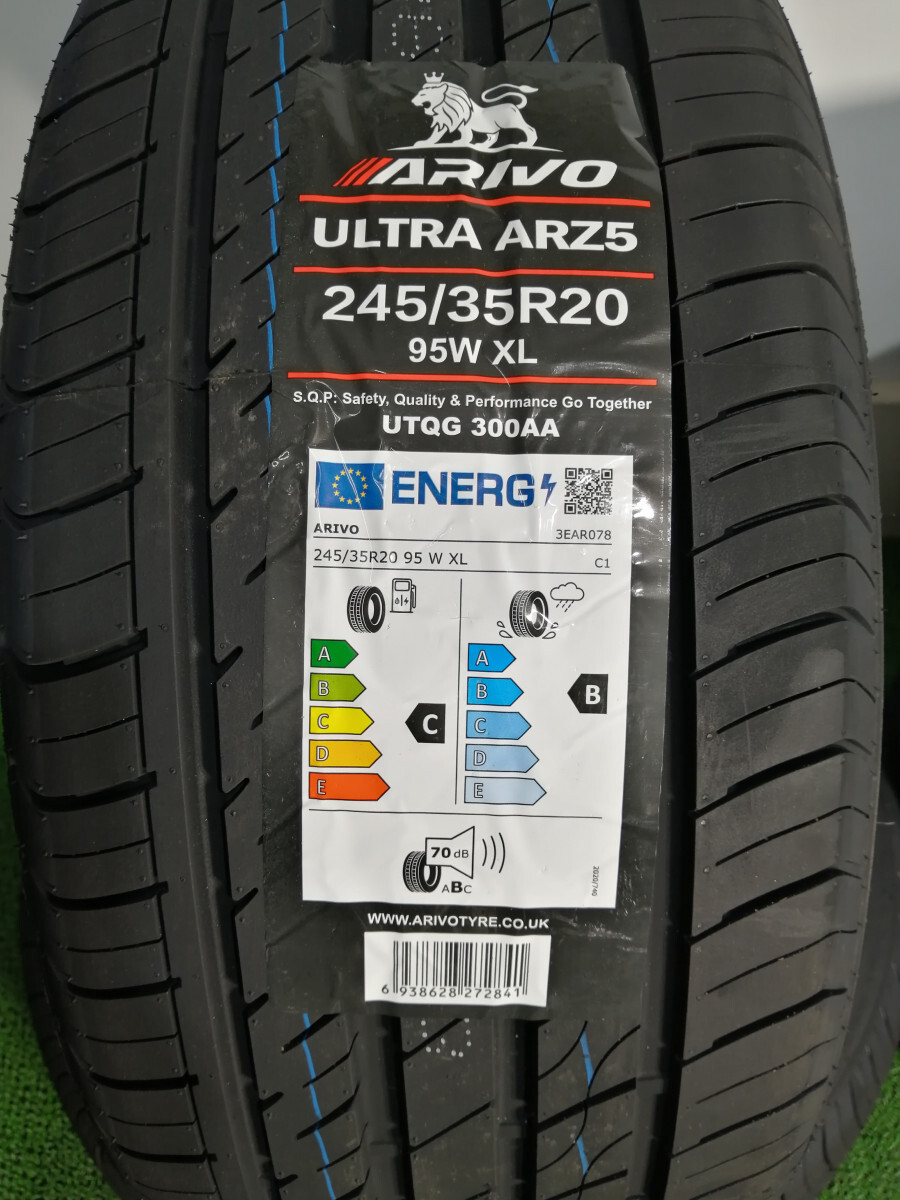 ARIVO
ULTRA ARZ5
245/35R20
95W XL
S.Q.P: Safety, Quality & Performance Go Together
UTQG 300AA
ENERG
ARIVO 3EAR078
245/35R20 95 W XL C1
A A
B B B
C C C
D D
E E
70 dB
ABC
2020/740
WWW.ARIVOTYRE.CO.UK
6 938628 272841